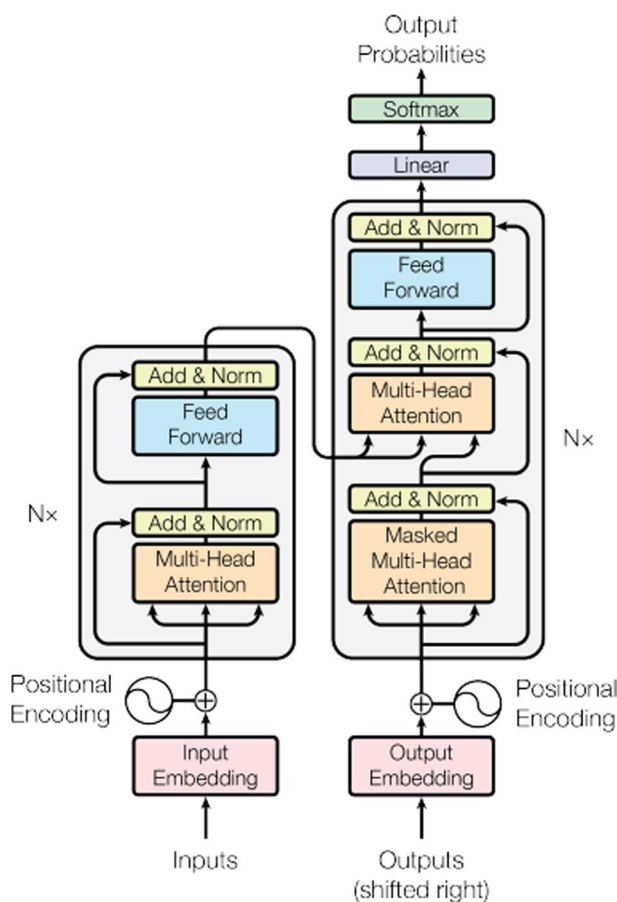 Output
Probabilities
Softmax
Linear
Add & Norm
Feed
Forward
Add & Norm
Multi-Head
Attention
Add & Norm
Masked
Multi-Head
Attention
Nx
Add & Norm
Feed
Forward
Add & Norm
Multi-Head
Attention
Nx
Positional
Encoding
Positional
Encoding
Input
Embedding
Output
Embedding
Inputs
Outputs
(shifted right)